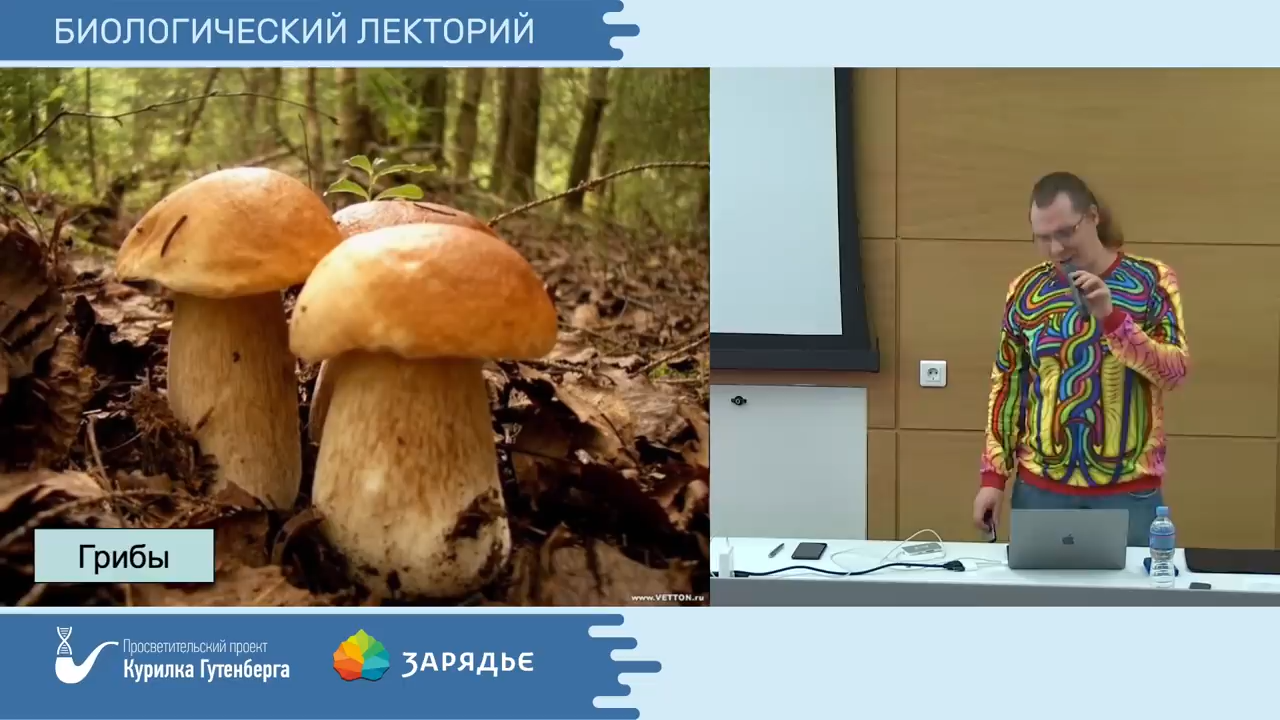 БИОЛОГИЧЕСКИЙ ЛЕКТОРИЙ
Грибы
www.VETTON.ru
Просветительский проект
Курилка Гутенберга
ЗАРЯДЬЕ